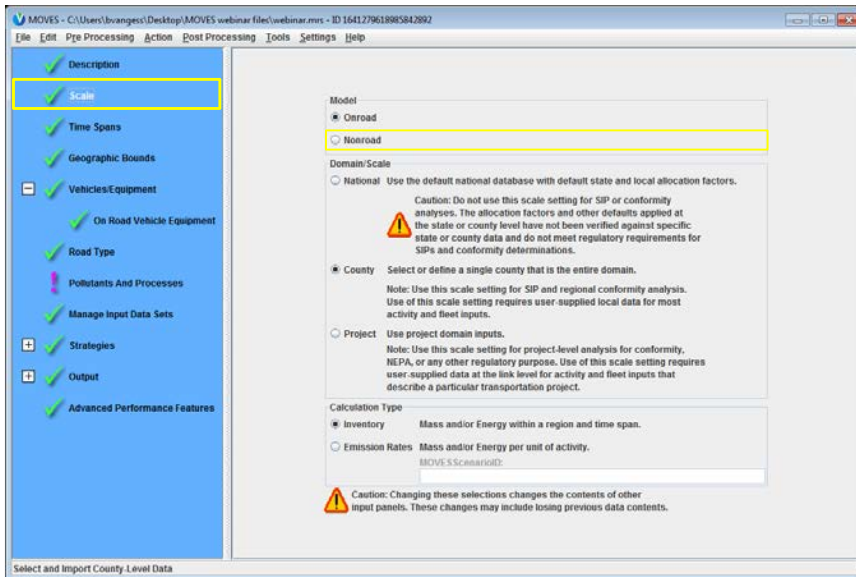 MOVES - C:\Users\bvangess\Desktop\MOVES webinar files\webinar.mrs - ID 1641279618985842892
File Edit Pre Processing Action Post Processing Tools Settings Help
Description
Scale
Time Spans
Geographic Bounds
Vehicles/Equipment
On Road Vehicle Equipment
Road Type
Pollutants And Processes
Manage Input Data Sets
Strategies
Output
Advanced Performance Features
Model
Onroad
Nonroad
Domain/Scale
National Use the default national database with default state and local allocation factors.
Caution: Do not use this scale setting for SIP or conformity
analyses. The allocation factors and other defaults applied at
the state or county level have not been verified against specific
state or county data and do not meet regulatory requirements for
SIPs and conformity determinations.
County Select or define a single county that is the entire domain.
Note: Use this scale setting for SIP and regional conformity analysis.
Use of this scale setting requires user-supplied local data for most
activity and fleet inputs.
Project Use project domain inputs.
Note: Use this scale setting for project-level analysis for conformity,
NEPA, or any other regulatory purpose. Use of this scale setting requires
user-supplied data at the link level for activity and fleet inputs that
describe a particular transportation project.
Calculation Type
Inventory Mass and/or Energy within a region and time span.
Emission Rates Mass and/or Energy per unit of activity.
MOVESScenarioID:
Caution: Changing these selections changes the contents of other
input panels. These changes may include losing previous data contents.
Select and Import County-Level Data